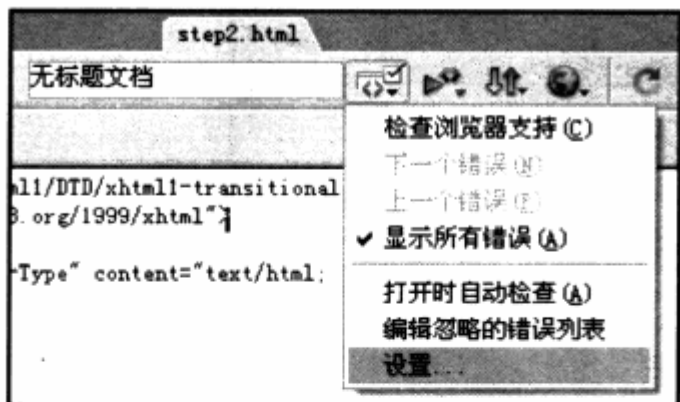 step2.html
无标题文档
检查浏览器支持(C)
下一个错误(N)
上一个错误(P)
ml1/DTD/xhtml1-transitional
3.org/1999/xhtml">
显示所有错误(A)
-Type" content="text/html;
打开时自动检查(A)
编辑忽略的错误列表
设置...